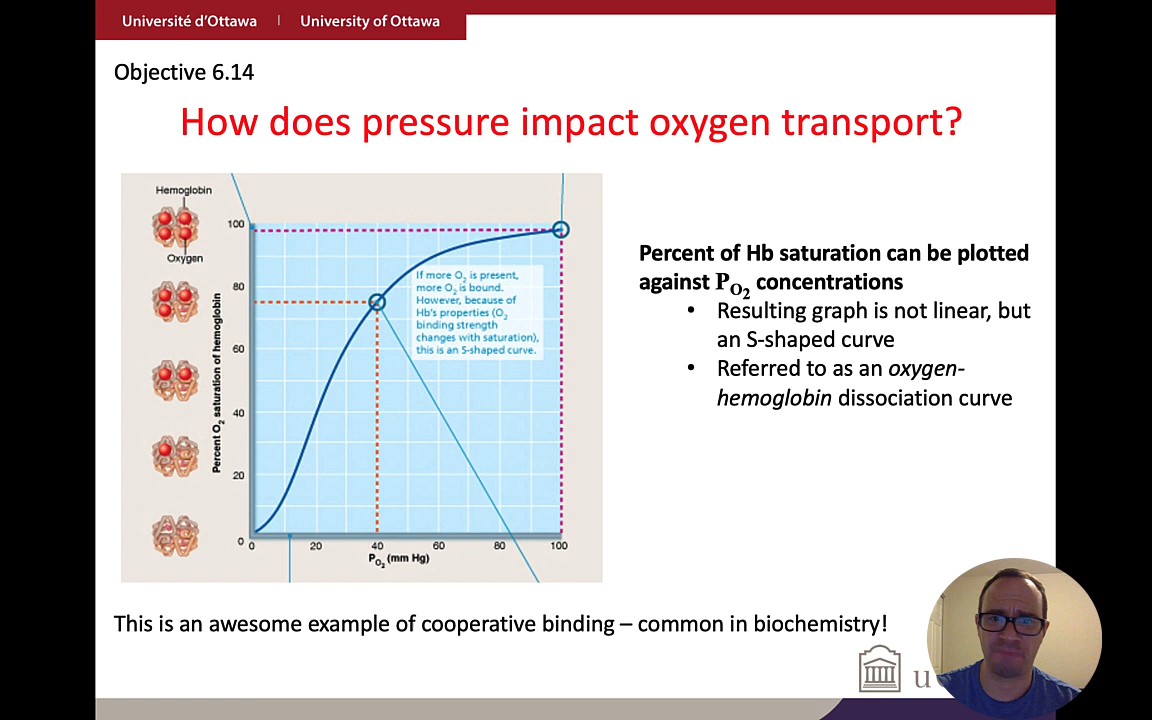 Université d'Ottawa | University of Ottawa
Objective 6.14
How does pressure impact oxygen transport?
Hemoglobin
Oxygen
Percent O2 saturation of hemoglobin
100
80
60
40
20
0
If more O2 is present,
more O2 is bound.
However, because of
Hb's properties (O2
binding strength
changes with saturation),
this is an S-shaped curve.
0 20 40 60 80 100
PO2 (mm Hg)
Percent of Hb saturation can be plotted
against PO2 concentrations
• Resulting graph is not linear, but
an S-shaped curve
• Referred to as an oxygen-
hemoglobin dissociation curve
This is an awesome example of cooperative binding – common in biochemistry!